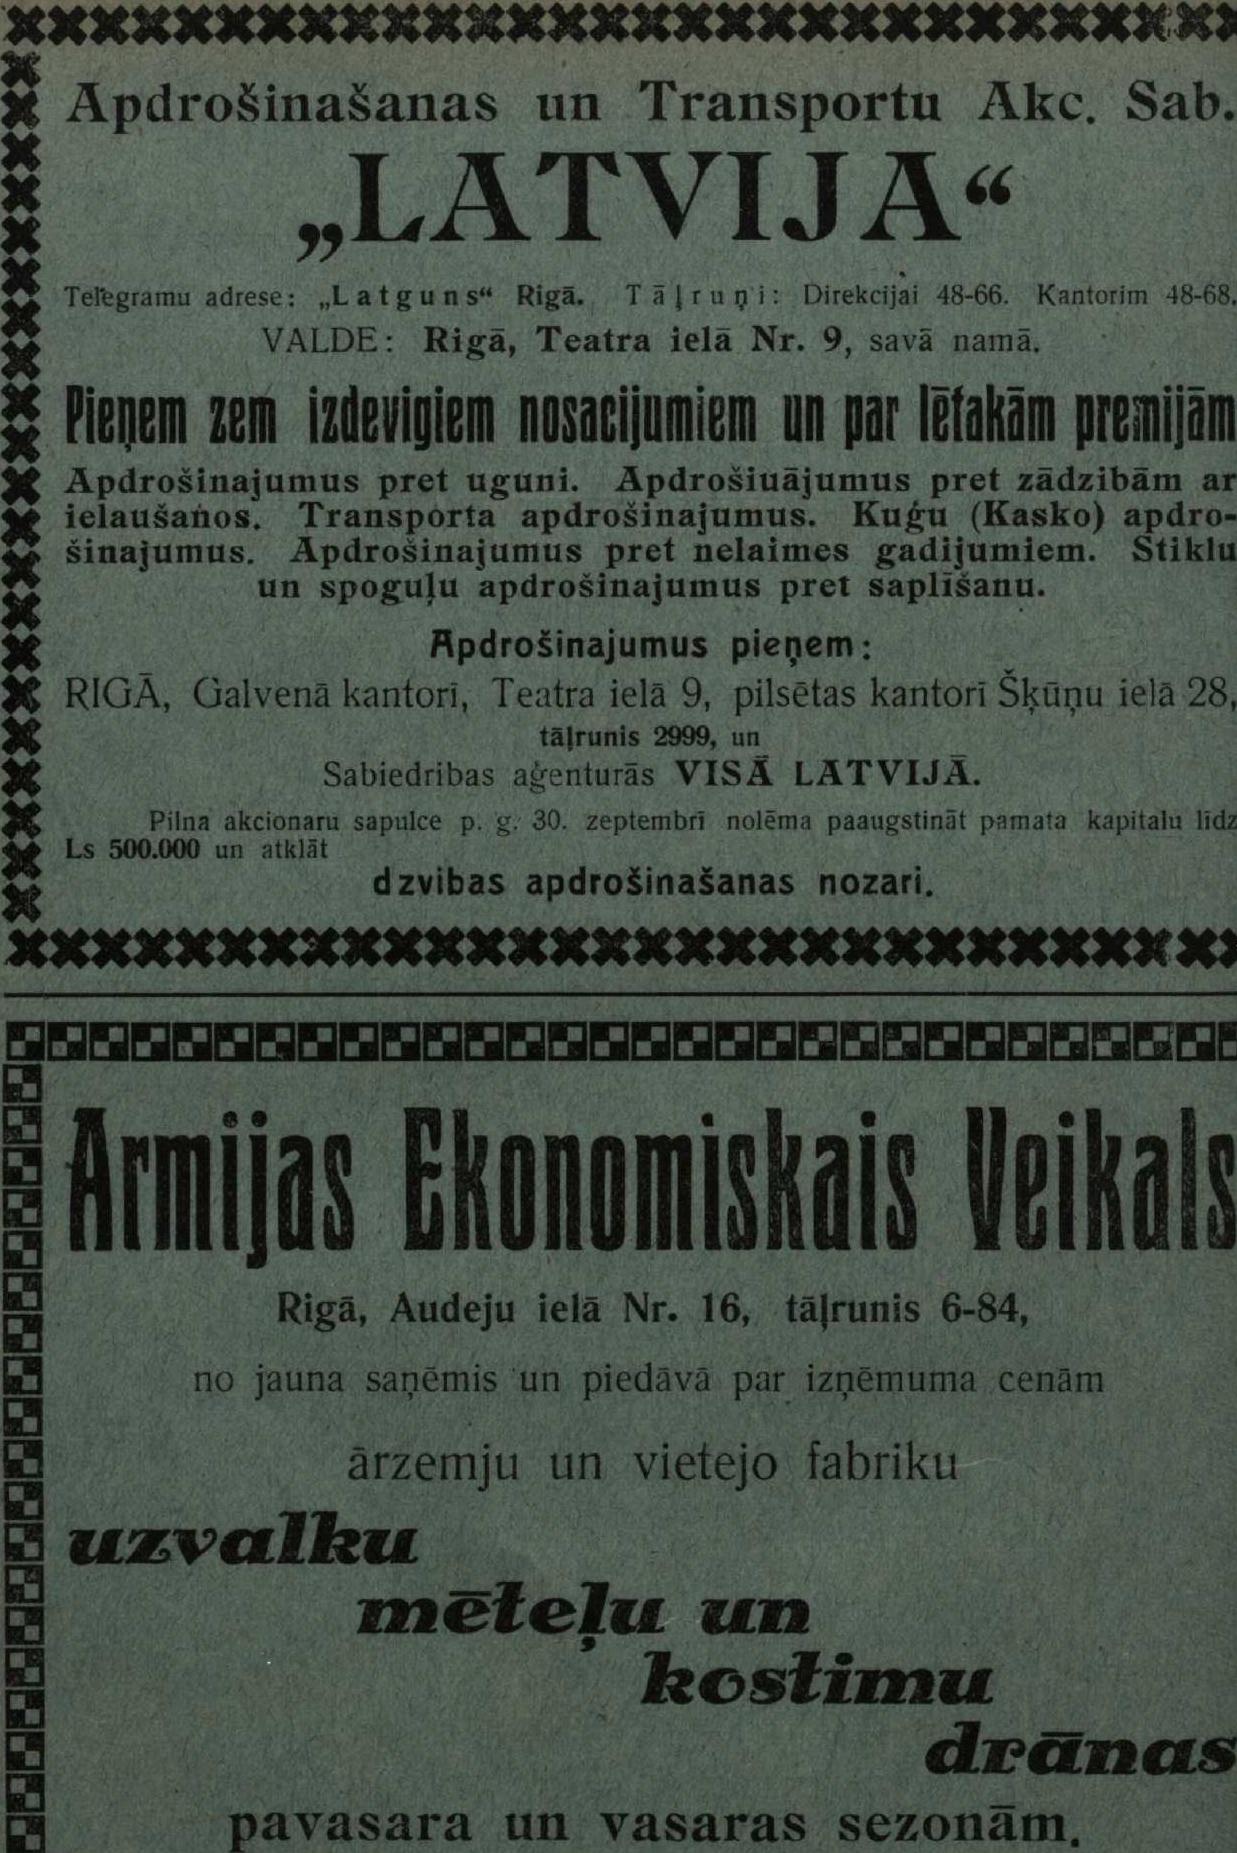 Apdrošinašanas un Transportu Akc. Sab.
„LATVIJA“
Telegramu adrese: „Latguns“ Rigā. Tāļruņi: Direkcijai 48-66. Kantorim 48-68.
VALDE: Rigā, Teatra ielā Nr. 9, savā namā.
Pieņem zem izdevigiem nosacijumiem un par lētakām premijām
Apdrošinajumus pret uguni. Apdrošiuājumus pret zādzibām ar
ielaušanos. Transporta apdrošinajumus. Kuģu (Kasko) apdro-
šinajumus. Apdrošinajumus pret nelaimes gadijumiem. Stiklu
un spoguļu apdrošinajumus pret saplīšanu.
Apdrošinajumus pieņem:
RIGĀ, Galvenā kantorī, Teatra ielā 9, pilsētas kantorī Šķūņu ielā 28,
tāļrunis 2999, un
Sabiedribas aģenturās VISĀ LATVIJĀ.
Pilna akcionaru sapulce p. g. 30. zeptembrī nolēma paaugstināt pamata kapitalu līdz
Ls 500.000 un atklāt
dzvibas apdrošinašanas nozari.
Armijas Ekonomiskais Veikals
Rigā, Audeju ielā Nr. 16, tāļrunis 6-84,
no jauna saņēmis un piedāvā par izņēmuma cenām
ārzemju un vietejo fabriku
uzvalku
mēteļu un
kostimu
drānas
pavasara un vasaras sezonām.